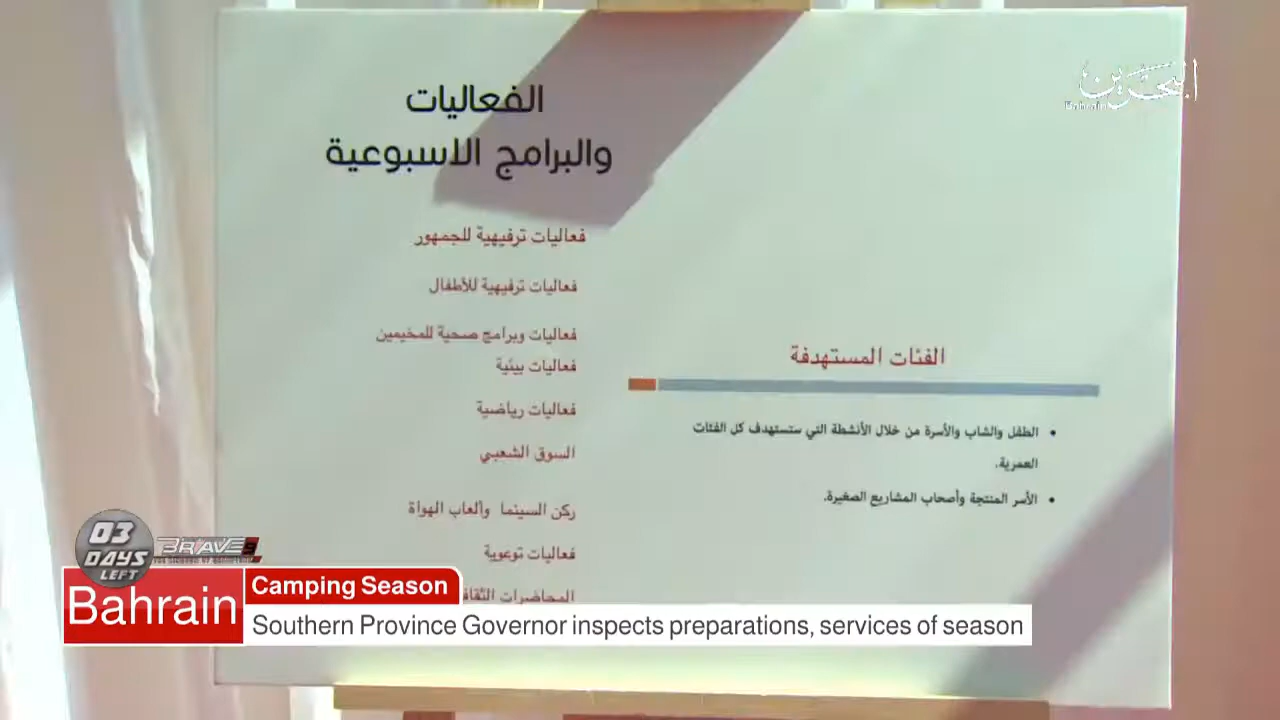 البحرين
Bahrain
الفعاليات
والبرامج الاسبوعية
فعاليات ترفيهية للجمهور
فعاليات ترفيهية للأطفال
فعاليات وبرامج صحية للمخيمين
فعاليات بيئية
فعاليات رياضية
السوق الشعبي
ركن السينما وألعاب الهواة
فعاليات توعوية
المحاضرات
الفئات المستهدفة
• الطفل والشاب والأسرة من خلال الأنشطة التي ستستهدف كل الفئات
العمرية.
• الأسر المنتجة وأصحاب المشاريع الصغيرة.
03
DAYS
LEFT
BRAVE9
Bahrain
Camping Season
Southern Province Governor inspects preparations, services of season